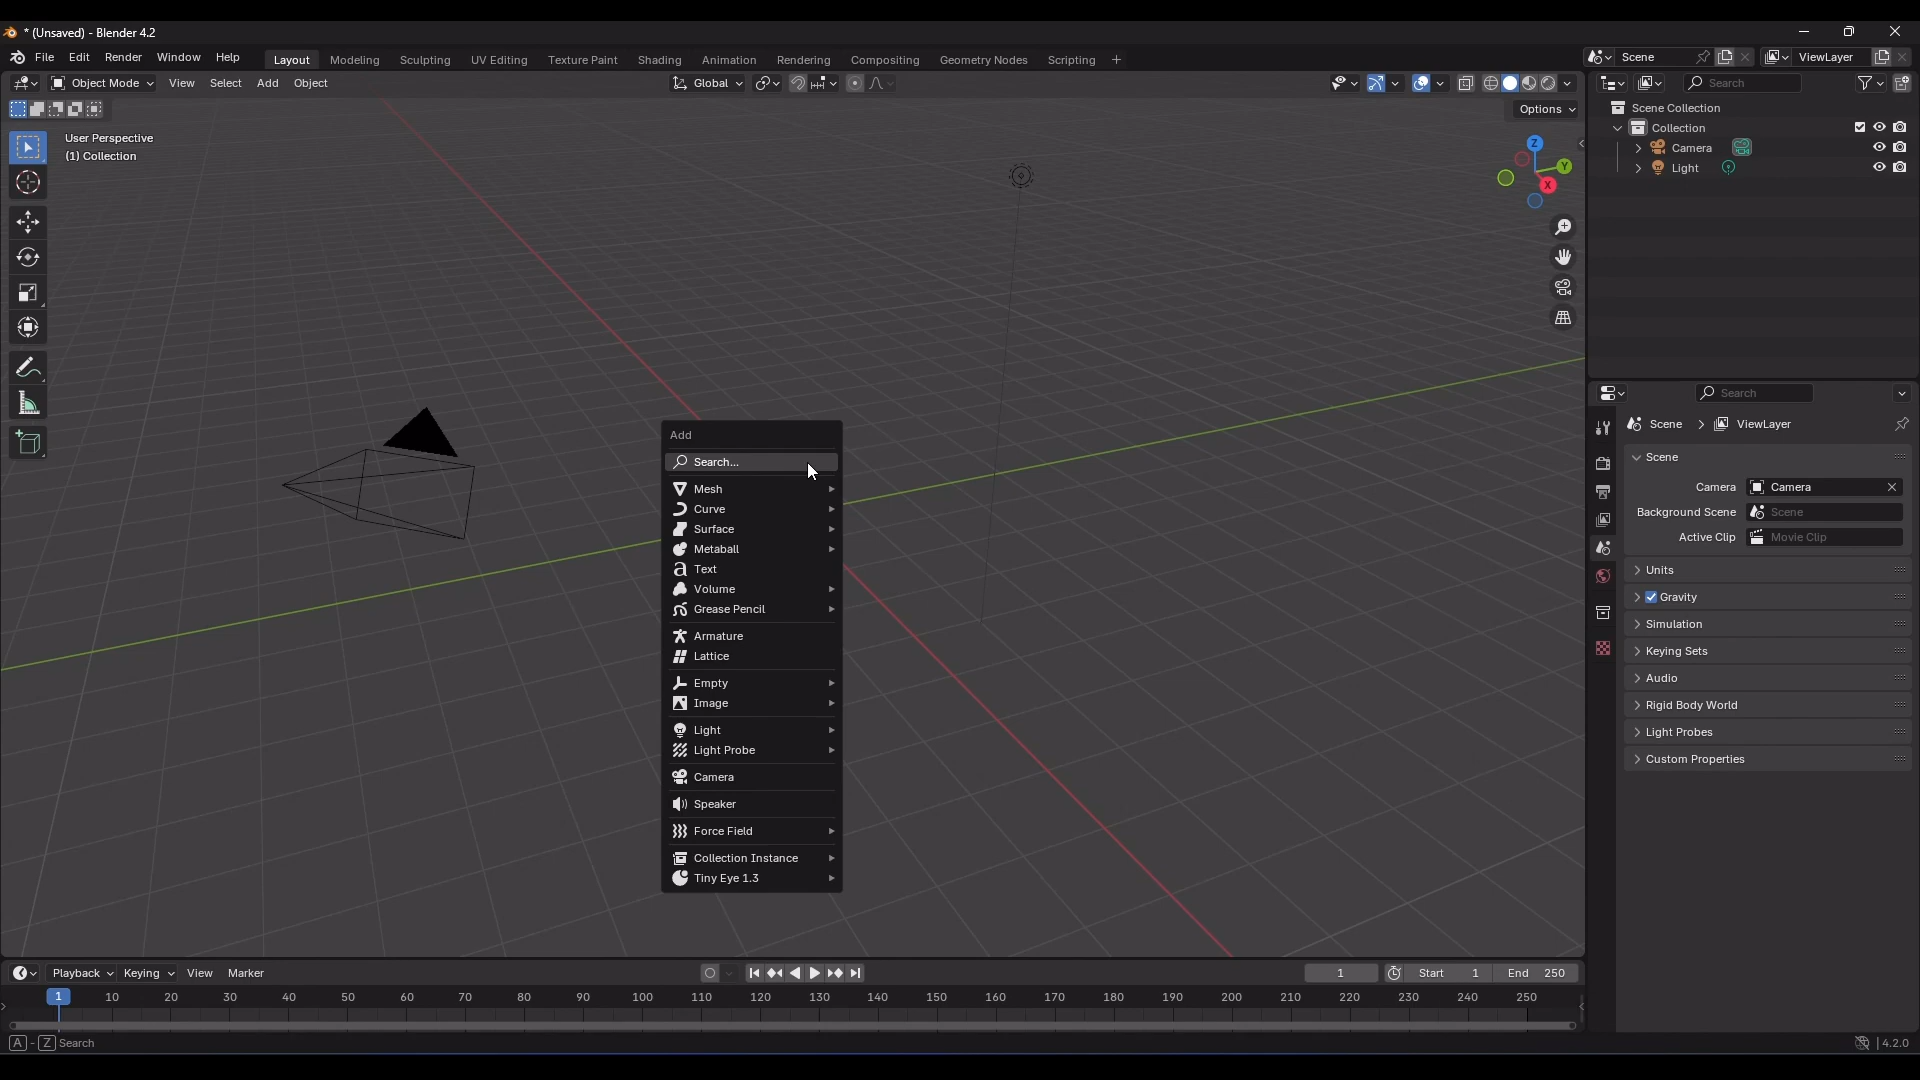 * (Unsaved) - Blender 4.2
File Edit Render Window Help Layout Modeling Sculpting UV Editing Texture Paint Shading Animation Rendering Compositing Geometry Nodes Scripting + Scene ViewLayer
Object Mode View Select Add Object Global Search
Options
User Perspective
(1) Collection
Z
Y
X
Scene Collection
Collection
Camera
Light
Add
Search...
Mesh
Curve
Surface
Metaball
Text
Volume
Grease Pencil
Armature
Lattice
Empty
Image
Light
Light Probe
Camera
Speaker
Force Field
Collection Instance
Tiny Eye 1.3
Search
Scene > ViewLayer
Scene
Camera Camera
Background Scene Scene
Active Clip Movie Clip
Units
Gravity
Simulation
Keying Sets
Audio
Rigid Body World
Light Probes
Custom Properties
Playback Keying View Marker 1 Start 1 End 250
1 10 20 30 40 50 60 70 80 90 100 110 120 130 140 150 160 170 180 190 200 210 220 230 240 250
A - Z Search 4.2.0